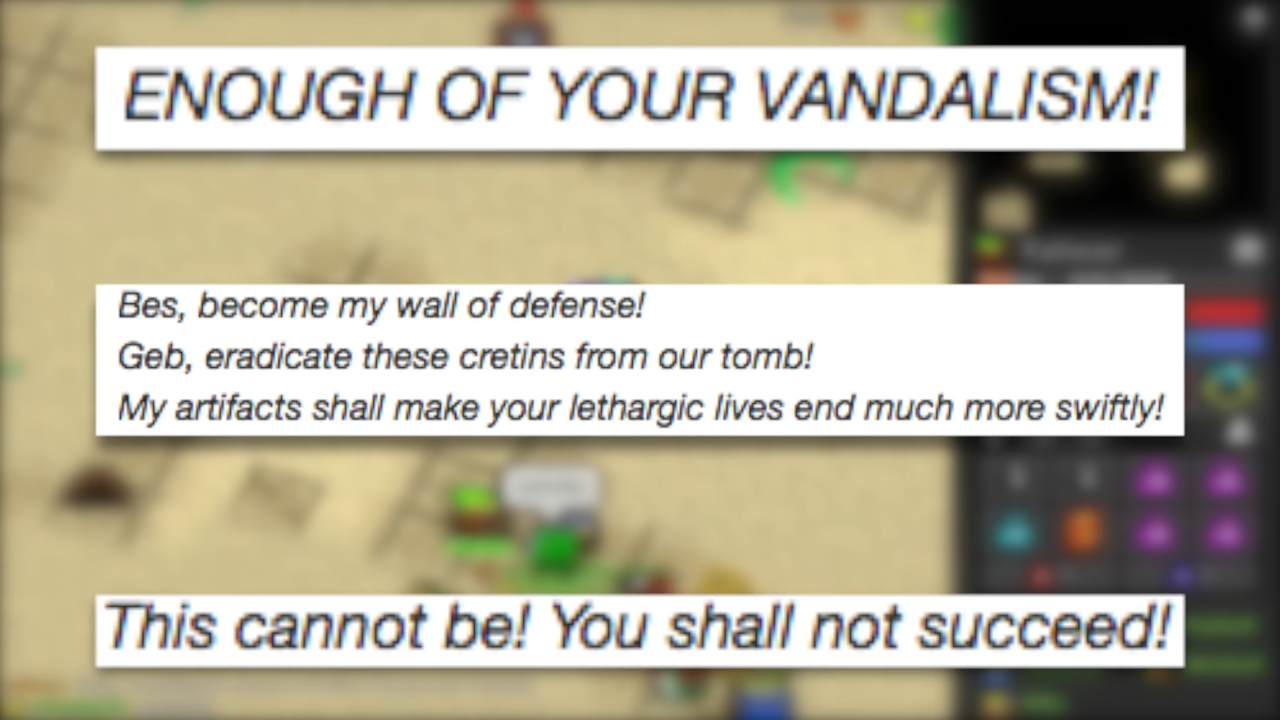 ENOUGH OF YOUR VANDALISM!
Bes, become my wall of defense!
Geb, eradicate these cretins from our tomb!
My artifacts shall make your lethargic lives end much more swiftly!
This cannot be! You shall not succeed!